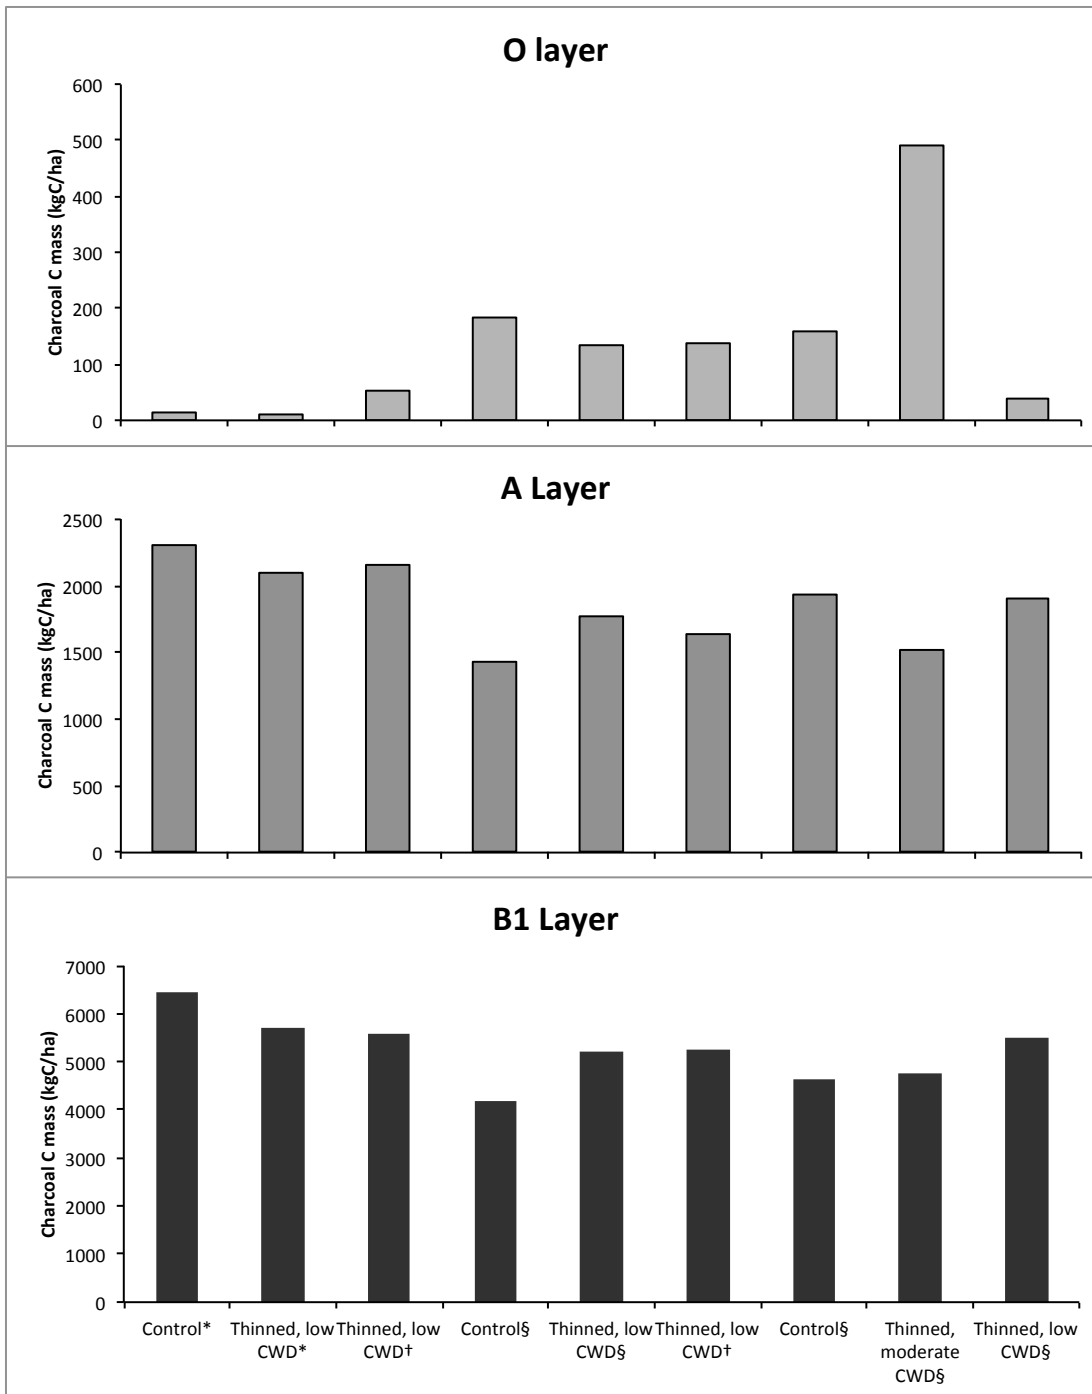 O layer
Charcoal C mass (kgC/ha)
600
500
400
300
200
100
0
A Layer
Charcoal C mass (kgC/ha)
2500
2000
1500
1000
500
0
B1 Layer
Charcoal C mass (kgC/ha)
7000
6000
5000
4000
3000
2000
1000
0
Control*
Thinned, low
CWD*
Thinned, low
CWD†
Control§
Thinned, low
CWD§
Thinned, low
CWD†
Control§
Thinned,
moderate
CWD§
Thinned, low
CWD§